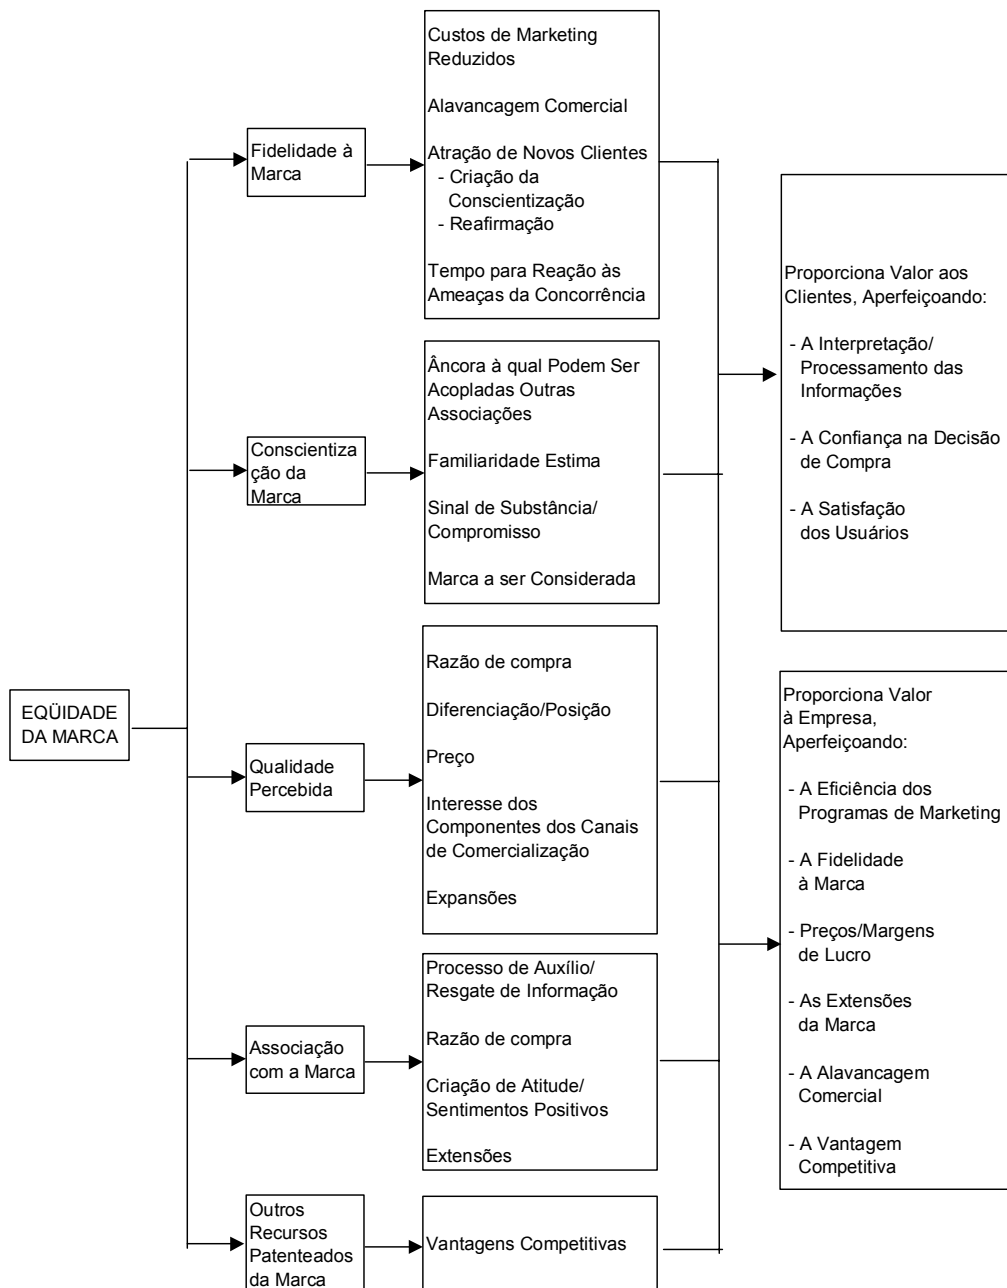 EQÜIDADE
DA MARCA
Fidelidade à
Marca
Custos de Marketing
Reduzidos
Alavancagem Comercial
Atração de Novos Clientes
- Criação da
Conscientização
- Reafirmação
Tempo para Reação às
Ameaças da Concorrência
Conscientiza
ção da
Marca
Âncora à qual Podem Ser
Acopladas Outras
Associações
Familiaridade Estima
Sinal de Substância/
Compromisso
Marca a ser Considerada
Qualidade
Percebida
Razão de compra
Diferenciação/Posição
Preço
Interesse dos
Componentes dos Canais
de Comercialização
Expansões
Associação
com a Marca
Processo de Auxílio/
Resgate de Informação
Razão de compra
Criação de Atitude/
Sentimentos Positivos
Extensões
Outros
Recursos
Patenteados
da Marca
Vantagens Competitivas
Proporciona Valor aos
Clientes, Aperfeiçoando:
- A Interpretação/
Processamento das
Informações
- A Confiança na Decisão
de Compra
- A Satisfação
dos Usuários
Proporciona Valor
à Empresa,
Aperfeiçoando:
- A Eficiência dos
Programas de Marketing
- A Fidelidade
à Marca
- Preços/Margens
de Lucro
- As Extensões
da Marca
- A Alavancagem
Comercial
- A Vantagem
Competitiva